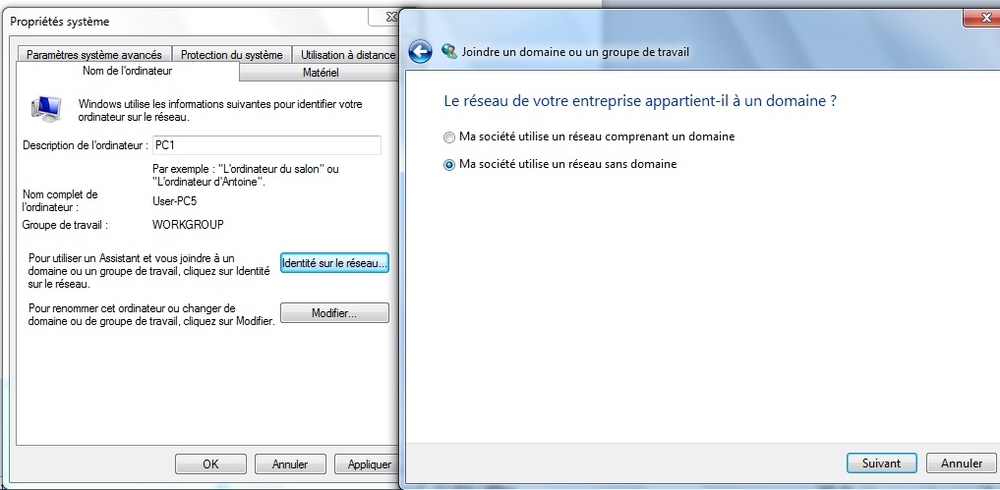 Propriétés système
Paramètres système avancés
Protection du système
Utilisation à distance
Nom de l'ordinateur
Matériel
Windows utilise les informations suivantes pour identifier votre
ordinateur sur le réseau.
Description de l'ordinateur :
PC1
Par exemple : "L'ordinateur du salon" ou
"L'ordinateur d'Antoine".
Nom complet de
l'ordinateur :
User-PC5
Groupe de travail :
WORKGROUP
Pour utiliser un Assistant et vous joindre à un
domaine ou un groupe de travail, cliquez sur Identité
sur le réseau.
Identité sur le réseau...
Pour renommer cet ordinateur ou changer de
domaine ou de groupe de travail, cliquez sur Modifier.
Modifier...
OK
Annuler
Appliquer
Joindre un domaine ou un groupe de travail
Le réseau de votre entreprise appartient-il à un domaine ?
Ma société utilise un réseau comprenant un domaine
Ma société utilise un réseau sans domaine
Suivant
Annuler